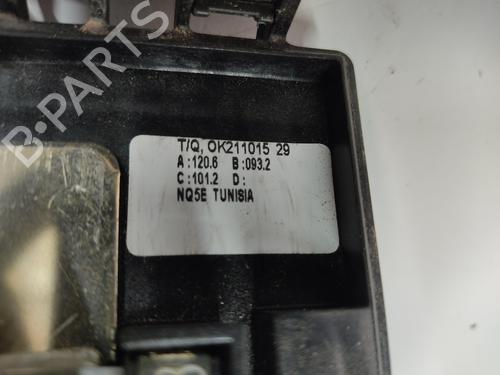 T/Q, OK211015 29
A:120.6 B:093.2
C:101.2 D:
NQ5E TUNISIA
B-PARTS